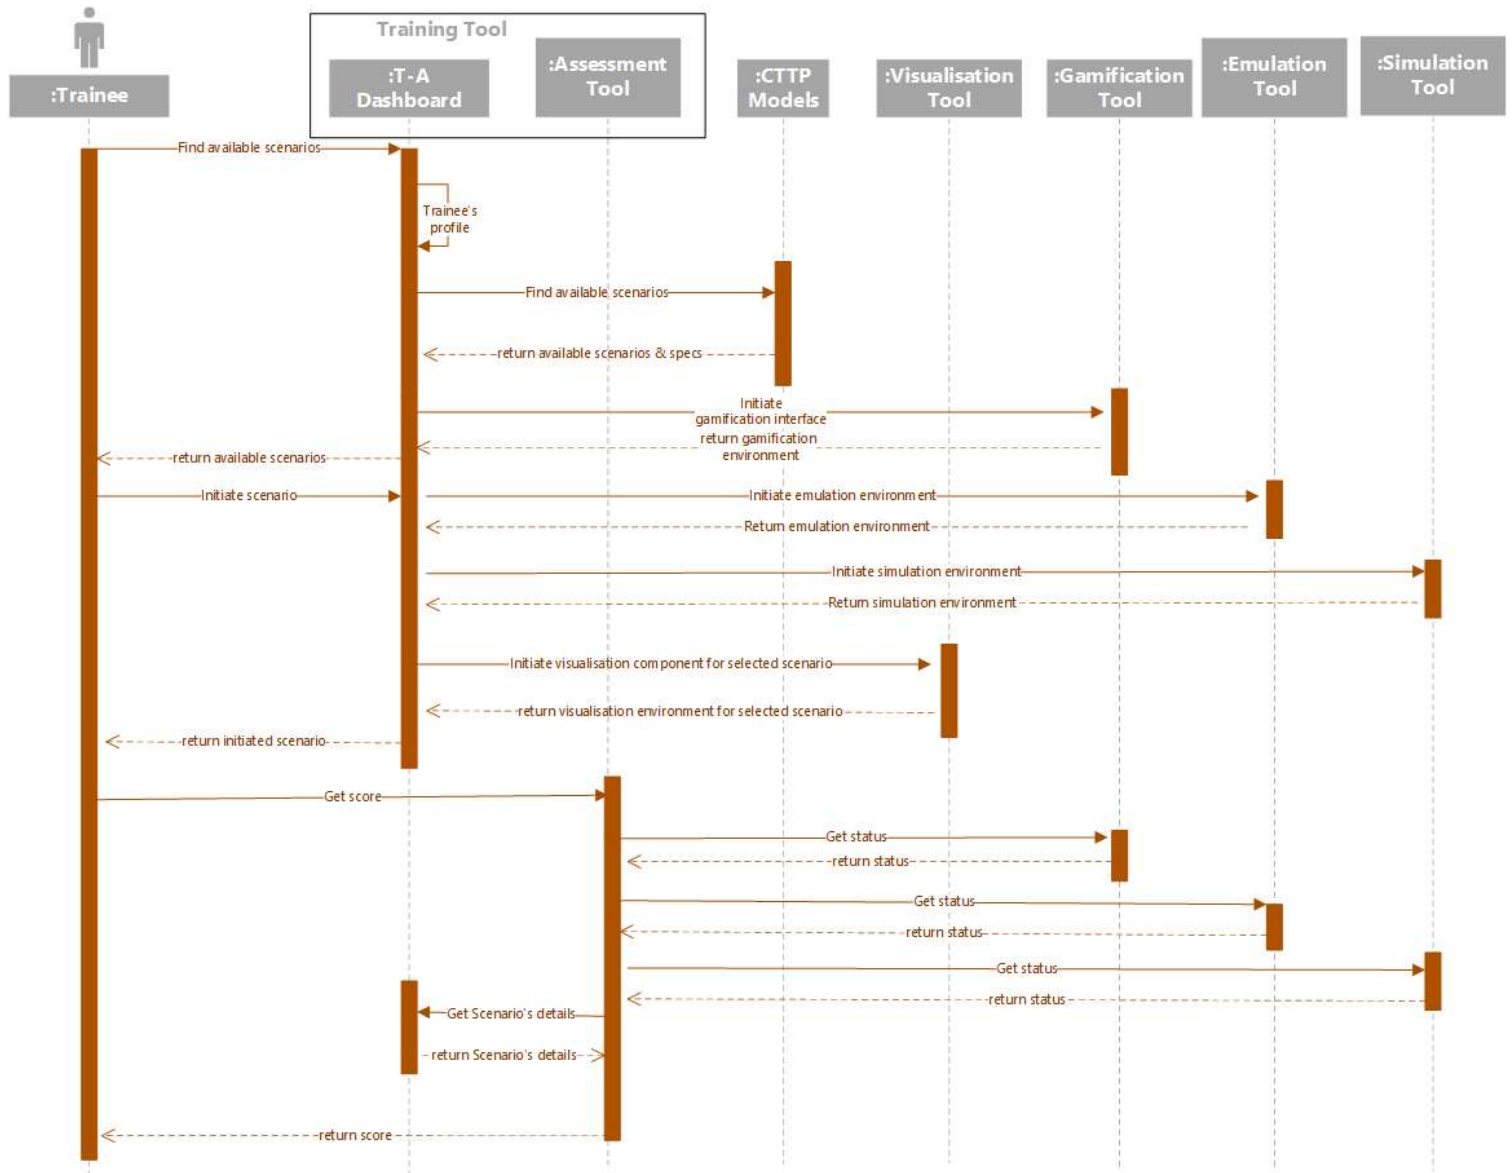 Training Tool
:Trainee
:T-A
Dashboard
:Assessment
Tool
:CTTP
Models
:Visualisation
Tool
:Gamification
Tool
:Emulation
Tool
:Simulation
Tool
Find available scenarios
Trainee's
profile
Find available scenarios
return available scenarios & specs
Initiate
gamification interface
return gamification
environment
return available scenarios
Initiate scenario
Initiate emulation environment
Return emulation environment
Initiate simulation environment
Return simulation environment
Initiate visualisation component for selected scenario
return visualisation environment for selected scenario
return initiated scenario
Get score
Get status
return status
Get status
return status
Get status
return status
Get Scenario's details
return Scenario's details
return score